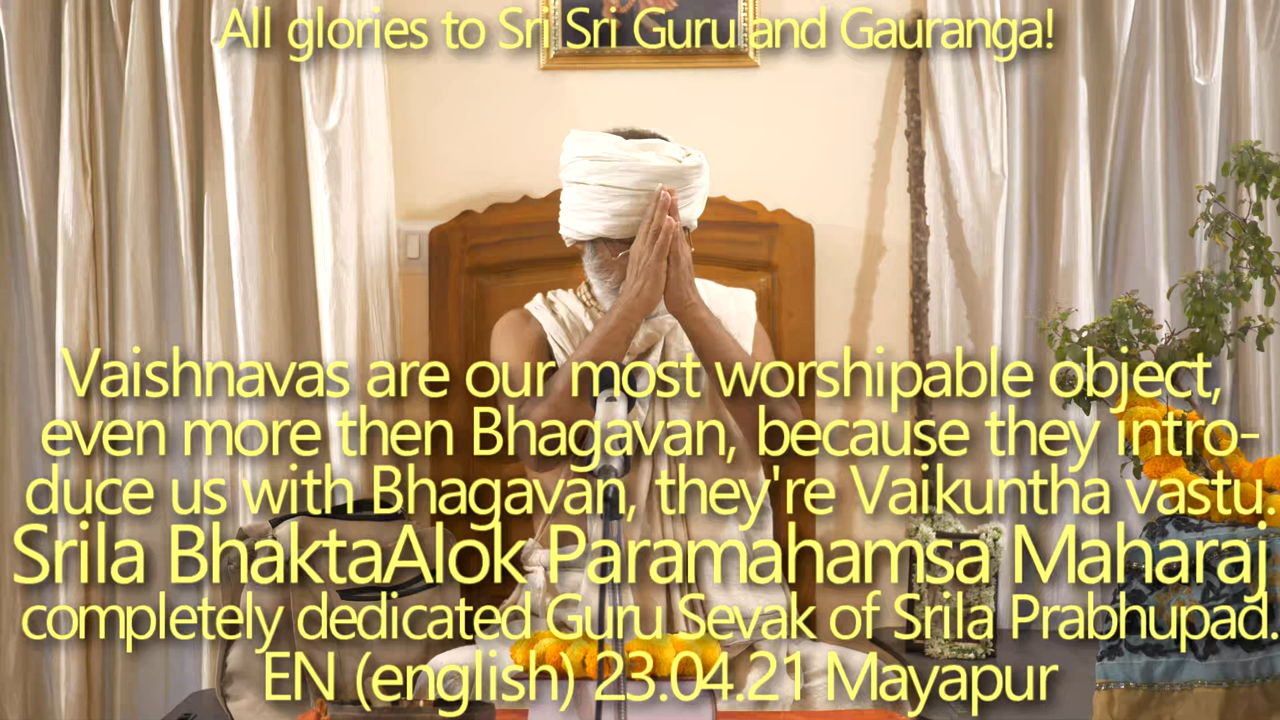 All glories to Sri Sri Guru and Gauranga!
Vaishnavas are our most worshipable object,
even more then Bhagavan, because they intro-
duce us with Bhagavan, they're Vaikuntha vastu.
Srila BhaktaAlok Paramahamsa Maharaj
completely dedicated Guru Sevak of Srila Prabhupad.
EN (english) 23.04.21 Mayapur